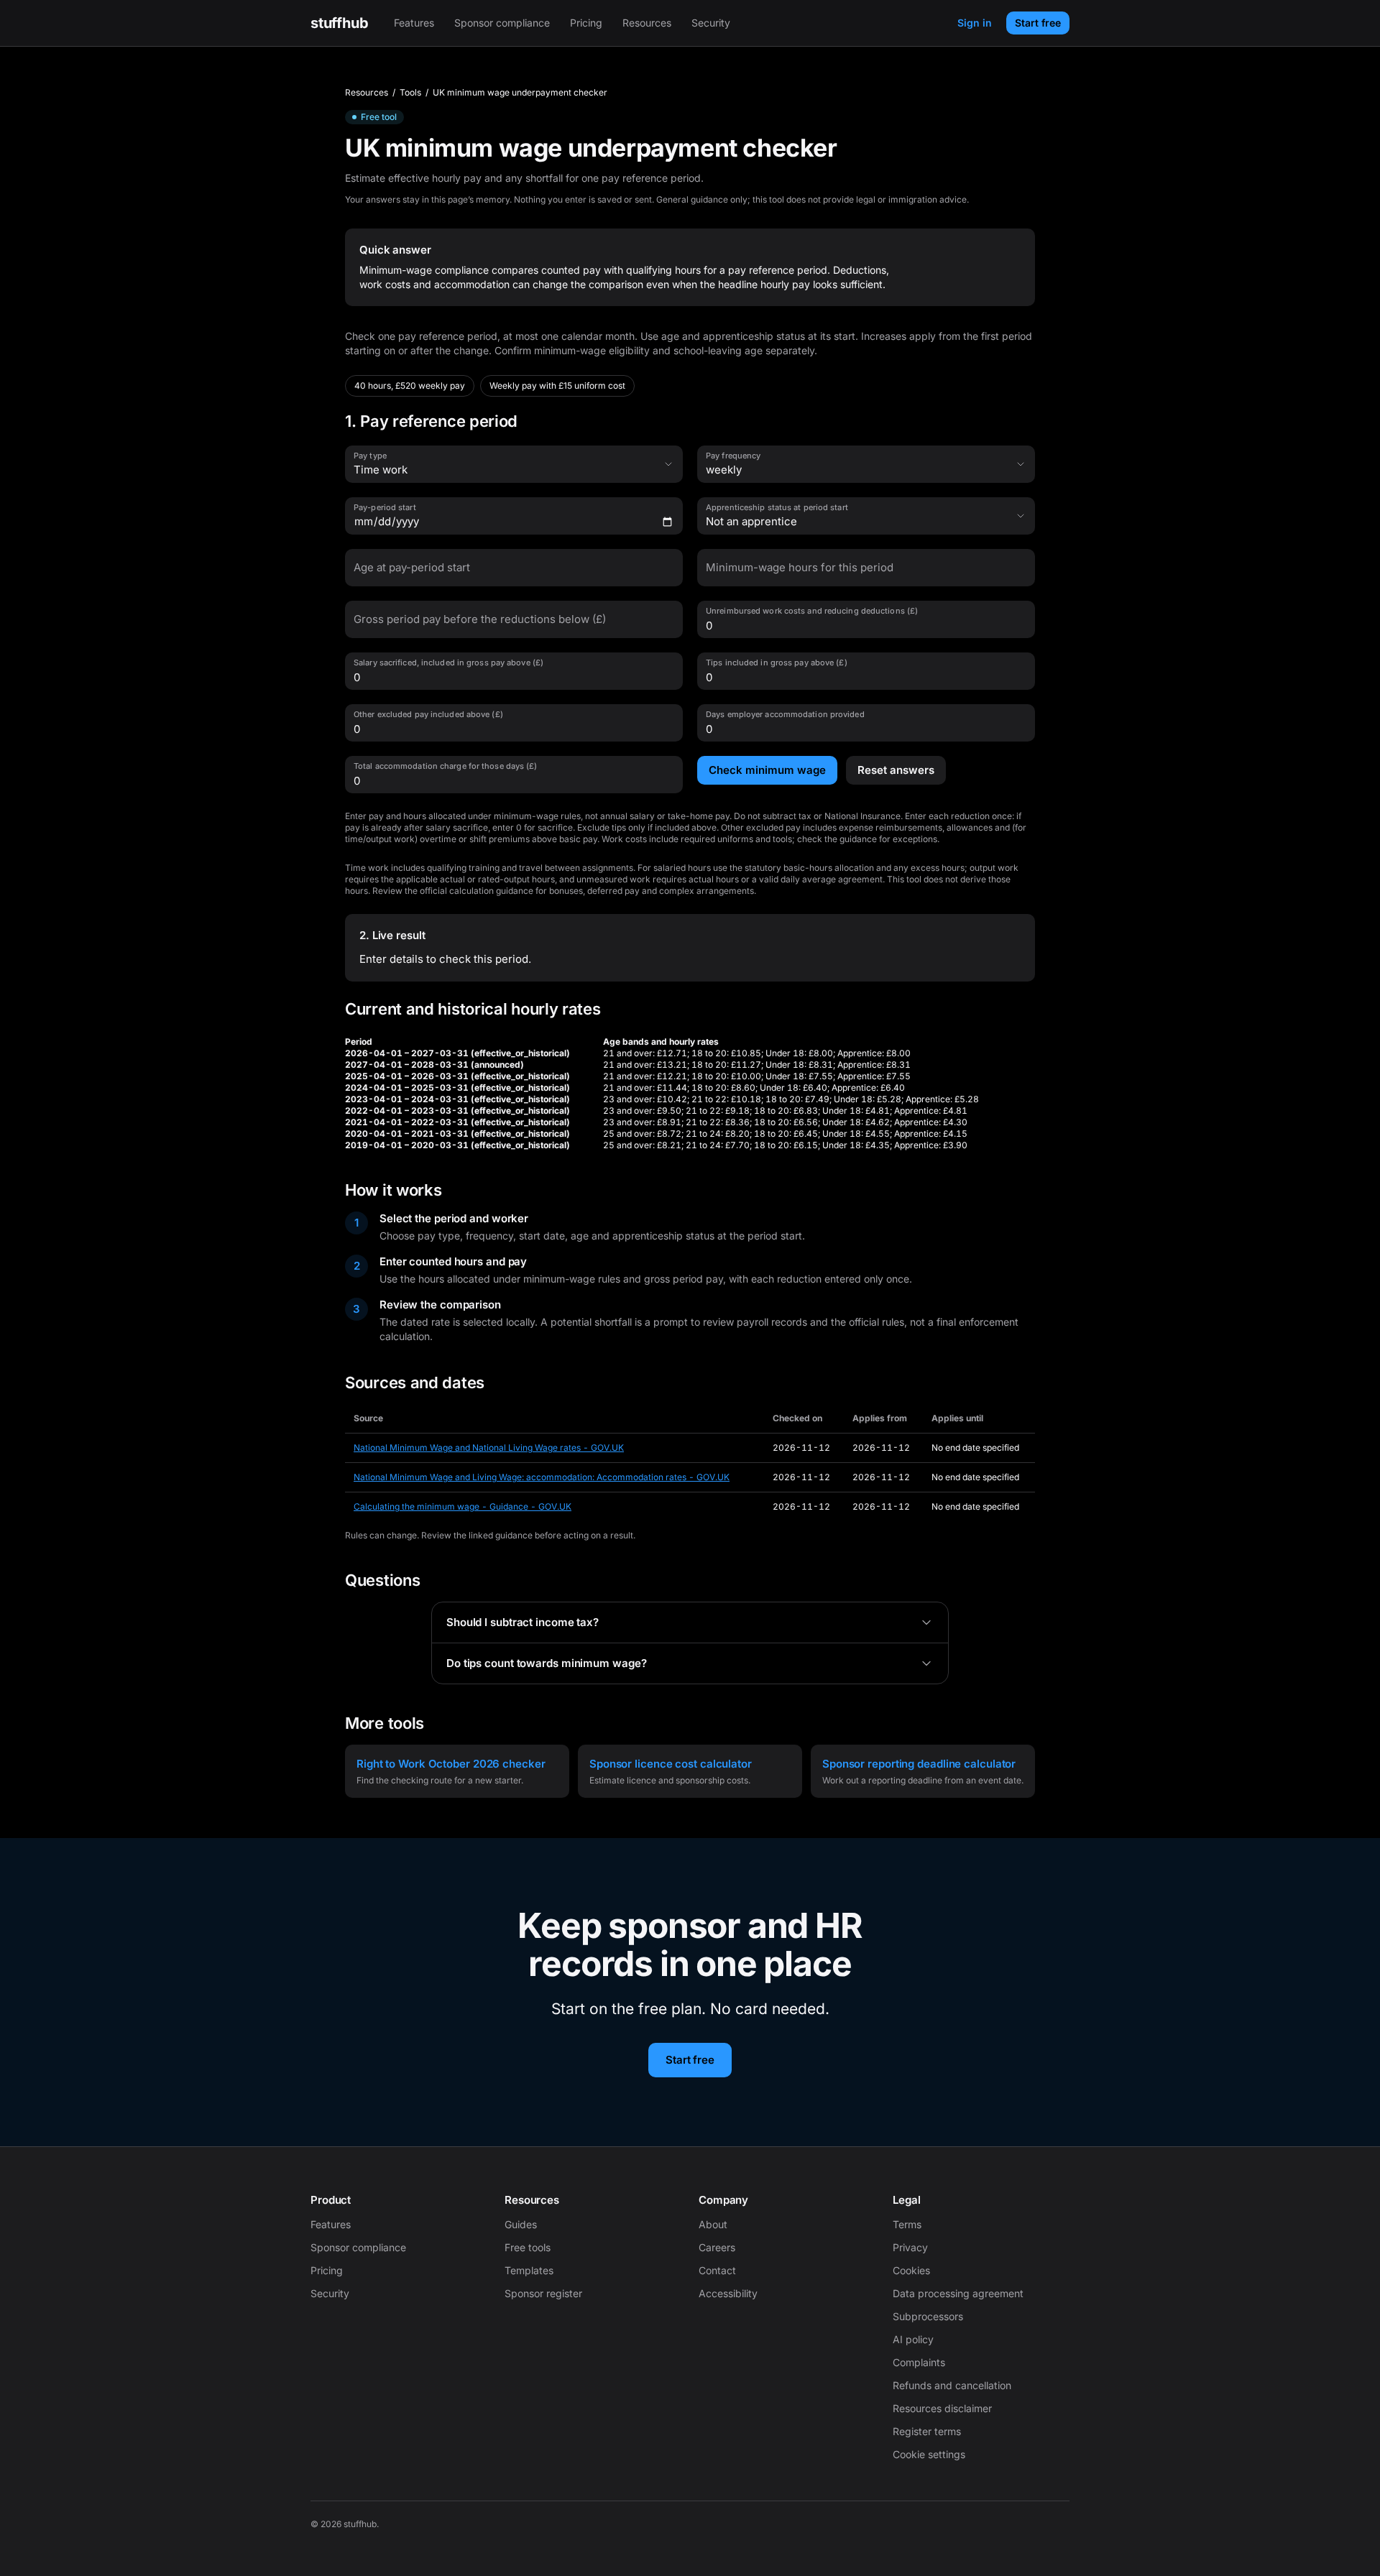 stuffhub
Features
Sponsor compliance
Pricing
Resources
Security
Sign in
Start free
Resources / Tools / UK minimum wage underpayment checker
Free tool
UK minimum wage underpayment checker
Estimate effective hourly pay and any shortfall for one pay reference period.
Your answers stay in this page’s memory. Nothing you enter is saved or sent. General guidance only; this tool does not provide legal or immigration advice.
Quick answer
Minimum-wage compliance compares counted pay with qualifying hours for a pay reference period. Deductions,
work costs and accommodation can change the comparison even when the headline hourly pay looks sufficient.
Check one pay reference period, at most one calendar month. Use age and apprenticeship status at its start. Increases apply from the first period
starting on or after the change. Confirm minimum-wage eligibility and school-leaving age separately.
40 hours, £520 weekly pay
Weekly pay with £15 uniform cost
1. Pay reference period
Pay type
Time work
Pay frequency
weekly
Pay-period start
mm/dd/yyyy
Apprenticeship status at period start
Not an apprentice
Age at pay-period start
Minimum-wage hours for this period
Gross period pay before the reductions below (£)
Unreimbursed work costs and reducing deductions (£)
0
Salary sacrificed, included in gross pay above (£)
0
Tips included in gross pay above (£)
0
Other excluded pay included above (£)
0
Days employer accommodation provided
0
Total accommodation charge for those days (£)
0
Check minimum wage
Reset answers
Enter pay and hours allocated under minimum-wage rules, not annual salary or take-home pay. Do not subtract tax or National Insurance. Enter each reduction once: if
pay is already after salary sacrifice, enter 0 for sacrifice. Exclude tips only if included above. Other excluded pay includes expense reimbursements, allowances and (for
time/output work) overtime or shift premiums above basic pay. Work costs include required uniforms and tools; check the guidance for exceptions.
Time work includes qualifying training and travel between assignments. For salaried hours use the statutory basic-hours allocation and any excess hours; output work
requires the applicable actual or rated-output hours, and unmeasured work requires actual hours or a valid daily average agreement. This tool does not derive those
hours. Review the official calculation guidance for bonuses, deferred pay and complex arrangements.
2. Live result
Enter details to check this period.
Current and historical hourly rates
Period Age bands and hourly rates
2026-04-01 – 2027-03-31 (effective_or_historical) 21 and over: £12.71; 18 to 20: £10.85; Under 18: £8.00; Apprentice: £8.00
2027-04-01 – 2028-03-31 (announced) 21 and over: £13.21; 18 to 20: £11.27; Under 18: £8.31; Apprentice: £8.31
2025-04-01 – 2026-03-31 (effective_or_historical) 21 and over: £12.21; 18 to 20: £10.00; Under 18: £7.55; Apprentice: £7.55
2024-04-01 – 2025-03-31 (effective_or_historical) 21 and over: £11.44; 18 to 20: £8.60; Under 18: £6.40; Apprentice: £6.40
2023-04-01 – 2024-03-31 (effective_or_historical) 23 and over: £10.42; 21 to 22: £10.18; 18 to 20: £7.49; Under 18: £5.28; Apprentice: £5.28
2022-04-01 – 2023-03-31 (effective_or_historical) 23 and over: £9.50; 21 to 22: £9.18; 18 to 20: £6.83; Under 18: £4.81; Apprentice: £4.81
2021-04-01 – 2022-03-31 (effective_or_historical) 23 and over: £8.91; 21 to 22: £8.36; 18 to 20: £6.56; Under 18: £4.62; Apprentice: £4.30
2020-04-01 – 2021-03-31 (effective_or_historical) 25 and over: £8.72; 21 to 24: £8.20; 18 to 20: £6.45; Under 18: £4.55; Apprentice: £4.15
2019-04-01 – 2020-03-31 (effective_or_historical) 25 and over: £8.21; 21 to 24: £7.70; 18 to 20: £6.15; Under 18: £4.35; Apprentice: £3.90
How it works
1
Select the period and worker
Choose pay type, frequency, start date, age and apprenticeship status at the period start.
2
Enter counted hours and pay
Use the hours allocated under minimum-wage rules and gross period pay, with each reduction entered only once.
3
Review the comparison
The dated rate is selected locally. A potential shortfall is a prompt to review payroll records and the official rules, not a final enforcement
calculation.
Sources and dates
Source Checked on Applies from Applies until
National Minimum Wage and National Living Wage rates - GOV.UK 2026-11-12 2026-11-12 No end date specified
National Minimum Wage and Living Wage: accommodation: Accommodation rates - GOV.UK 2026-11-12 2026-11-12 No end date specified
Calculating the minimum wage - Guidance - GOV.UK 2026-11-12 2026-11-12 No end date specified
Rules can change. Review the linked guidance before acting on a result.
Questions
Should I subtract income tax?
Do tips count towards minimum wage?
More tools
Right to Work October 2026 checker
Find the checking route for a new starter.
Sponsor licence cost calculator
Estimate licence and sponsorship costs.
Sponsor reporting deadline calculator
Work out a reporting deadline from an event date.
Keep sponsor and HR
records in one place
Start on the free plan. No card needed.
Start free
Product
Features
Sponsor compliance
Pricing
Security
Resources
Guides
Free tools
Templates
Sponsor register
Company
About
Careers
Contact
Accessibility
Legal
Terms
Privacy
Cookies
Data processing agreement
Subprocessors
AI policy
Complaints
Refunds and cancellation
Resources disclaimer
Register terms
Cookie settings
© 2026 stuffhub.